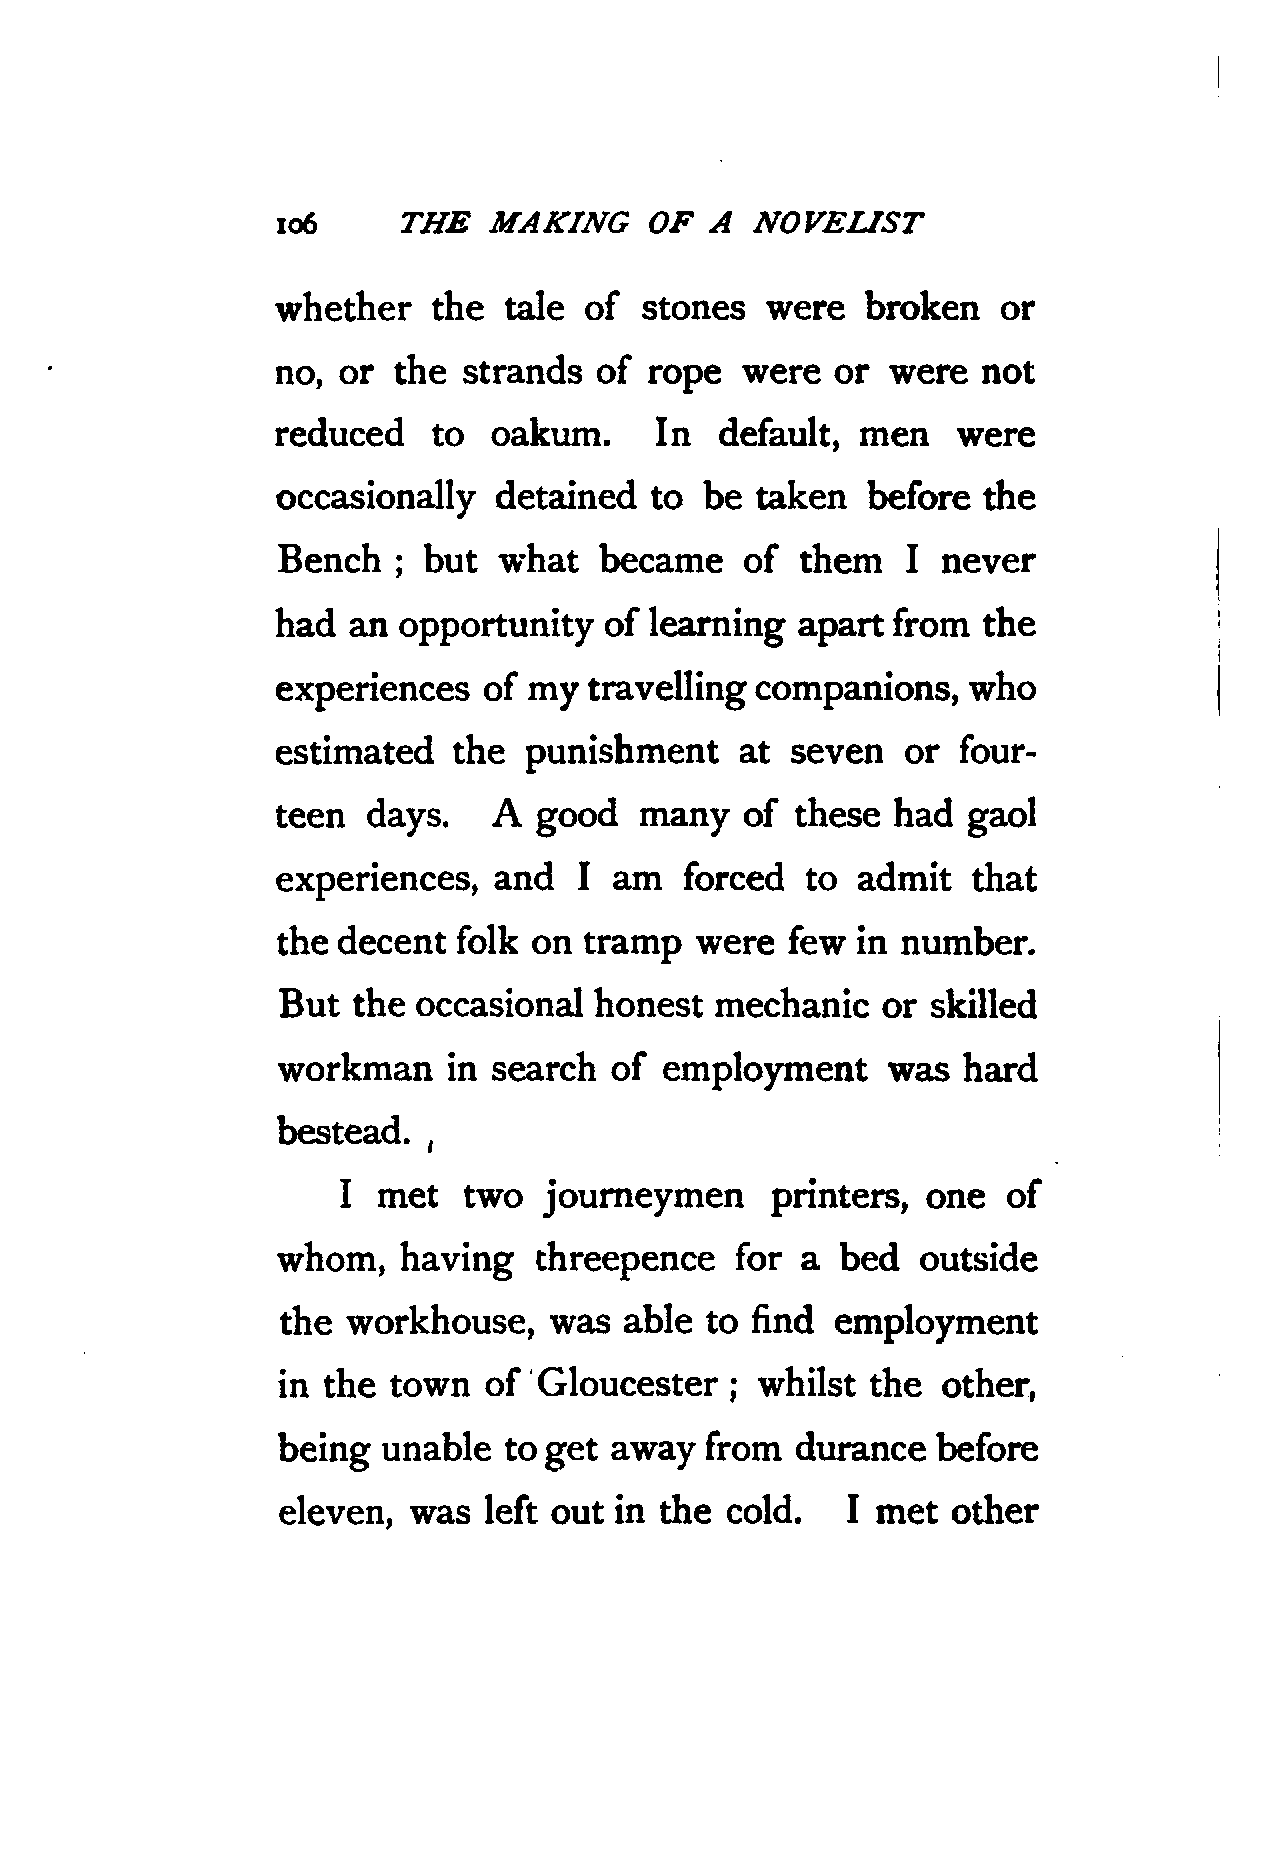 106 THE MAKING OF A NOVELIST
whether the tale of stones were broken or
no, or the strands of rope were or were not
reduced to oakum. In default, men were
occasionally detained to be taken before the
Bench ; but what became of them I never
had an opportunity of learning apart from the
experiences of my travelling companions, who
estimated the punishment at seven or four-
teen days. A good many of these had gaol
experiences, and I am forced to admit that
the decent folk on tramp were few in number.
But the occasional honest mechanic or skilled
workman in search of employment was hard
bestead.
I met two journeymen printers, one of
whom, having threepence for a bed outside
the workhouse, was able to find employment
in the town of Gloucester ; whilst the other,
being unable to get away from durance before
eleven, was left out in the cold. I met other